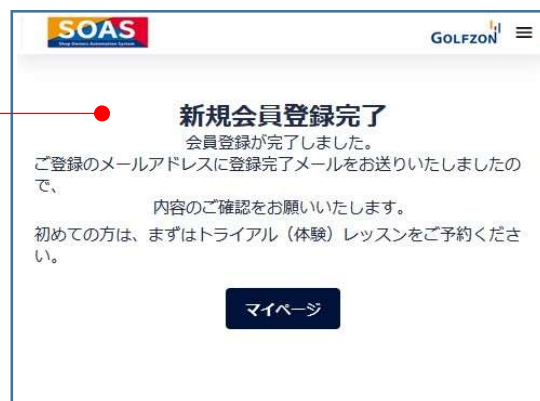 SOAS
Shop Owners Automation System
GOLFZON
新規会員登録完了
会員登録が完了しました。
ご登録のメールアドレスに登録完了メールをお送りいたしましたの
で、
内容のご確認をお願いいたします。
初めての方は、まずはトライアル（体験）レッスンをご予約くださ
い。
マイページ